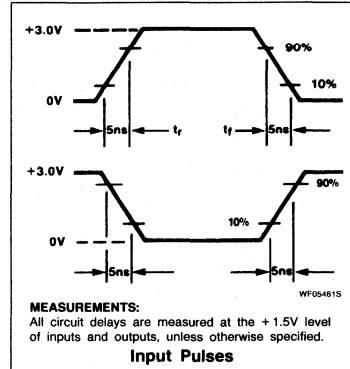 +3.0V
90%
10%
0V
5ns
tr
tf
5ns
+3.0V
90%
10%
0V
5ns
5ns
WF05461S
MEASUREMENTS:
All circuit delays are measured at the +1.5V level
of inputs and outputs, unless otherwise specified.
Input Pulses